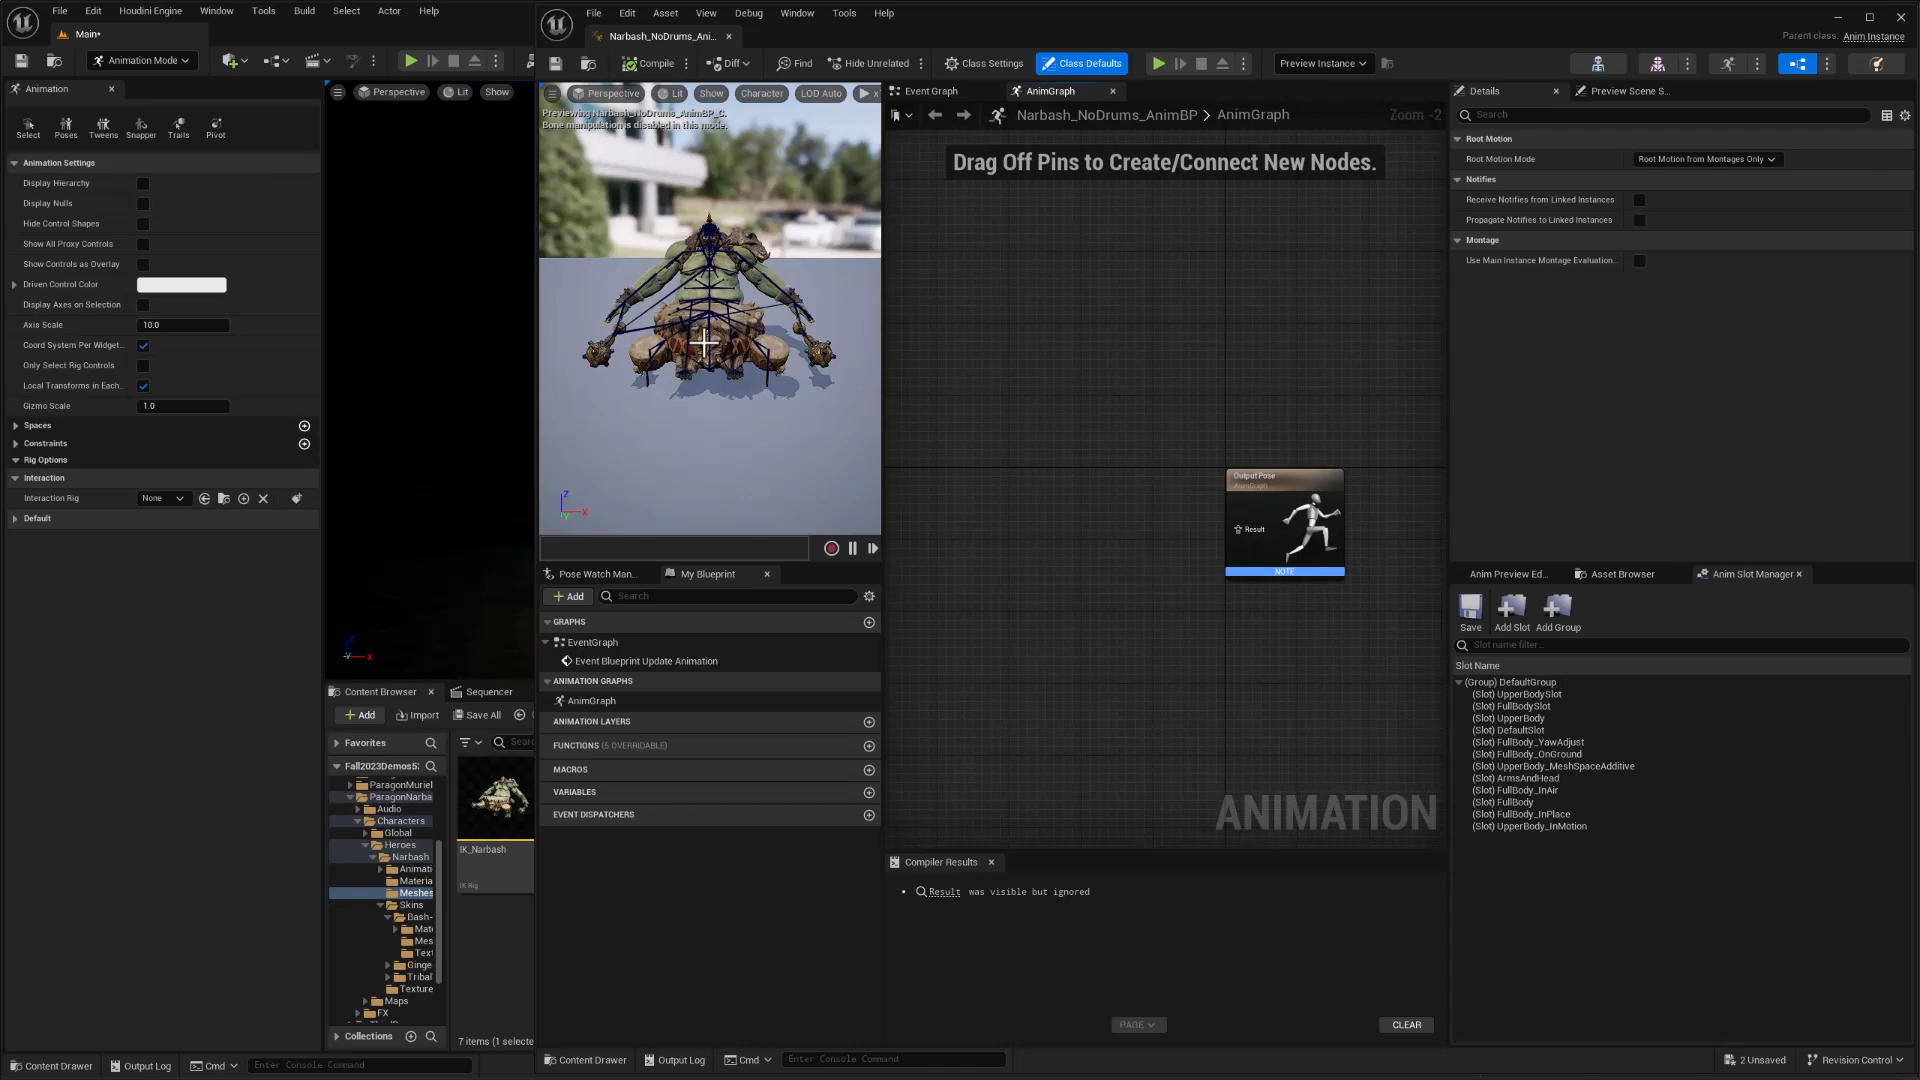 File Edit Houdini Engine Window Tools Build Select Actor Help
Main*
Animation Mode
Animation
Select Poses Tweens Snapper Trails Pivot
Animation Settings
Display Hierarchy
Display Nulls
Hide Control Shapes
Show All Proxy Controls
Show Controls as Overlay
Driven Control Color
Display Axes on Selection
Axis Scale 10.0
Coord System Per Widget...
Only Select Rig Controls
Local Transforms in Each...
Gizmo Scale 1.0
Spaces
Constraints
Rig Options
Interaction
Interaction Rig None
Default
Perspective Lit Show
Z
Y X
Content Browser Sequencer
Add Import Save All
Favorites
Fall2023Demos5:
ParagonMuriel
ParagonNarba
Audio
Characters
Global
Heroes
Narbash
Animati
Materia
Meshes
Skins
Bash-
Mate
Mes
Text
Ginge
Tribal
Texture
Maps
FX
Collections
IK_Narbash
IK Rig
7 items (1 selecte
Content Drawer Output Log Cmd Enter Console Command
File Edit Asset View Debug Window Tools Help
Narbash_NoDrums_Ani...
Parent class: Anim Instance
Compile Diff Find Hide Unrelated Class Settings Class Defaults Preview Instance
Perspective Lit Show Character LOD Auto x
Previewing Narbash_NoDrums_AnimBP_C.
Bone manipulation is disabled in this mode.
Z
Y X
Pose Watch Man... My Blueprint
Add Search
GRAPHS
EventGraph
Event Blueprint Update Animation
ANIMATION GRAPHS
AnimGraph
ANIMATION LAYERS
FUNCTIONS (5 OVERRIDABLE)
MACROS
VARIABLES
EVENT DISPATCHERS
Event Graph AnimGraph
Narbash_NoDrums_AnimBP > AnimGraph Zoom -2
Drag Off Pins to Create/Connect New Nodes.
Output Pose
AnimGraph
Result
NOTE
ANIMATION
Compiler Results
• Result was visible but ignored
PAGE CLEAR
Details Preview Scene S...
Search
Root Motion
Root Motion Mode Root Motion from Montages Only
Notifies
Receive Notifies from Linked Instances
Propagate Notifies to Linked Instances
Montage
Use Main Instance Montage Evaluation...
Anim Preview Ed... Asset Browser Anim Slot Manager
Save Add Slot Add Group
Slot name filter...
Slot Name
(Group) DefaultGroup
(Slot) UpperBodySlot
(Slot) FullBodySlot
(Slot) UpperBody
(Slot) DefaultSlot
(Slot) FullBody_YawAdjust
(Slot) FullBody_OnGround
(Slot) UpperBody_MeshSpaceAdditive
(Slot) ArmsAndHead
(Slot) FullBody_InAir
(Slot) FullBody
(Slot) FullBody_InPlace
(Slot) UpperBody_InMotion
Content Drawer Output Log Cmd Enter Console Command 2 Unsaved Revision Control